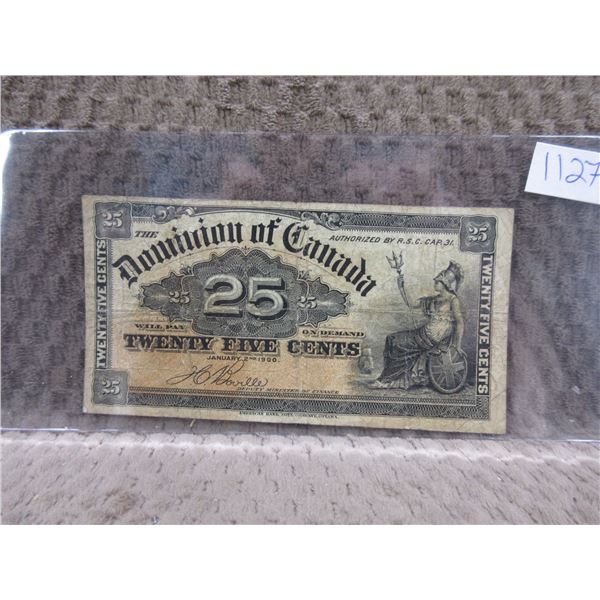 1127
25
25
THE
AUTHORIZED BY R.S.C. CAP. 31.
Dominion of Canada
TWENTY FIVE CENTS
TWENTY FIVE CENTS
25 25 25
WILL PAY ON DEMAND
TWENTY FIVE CENTS
JANUARY, 2ND 1900.
J C Boville
DEPUTY MINISTER OF FINANCE
25